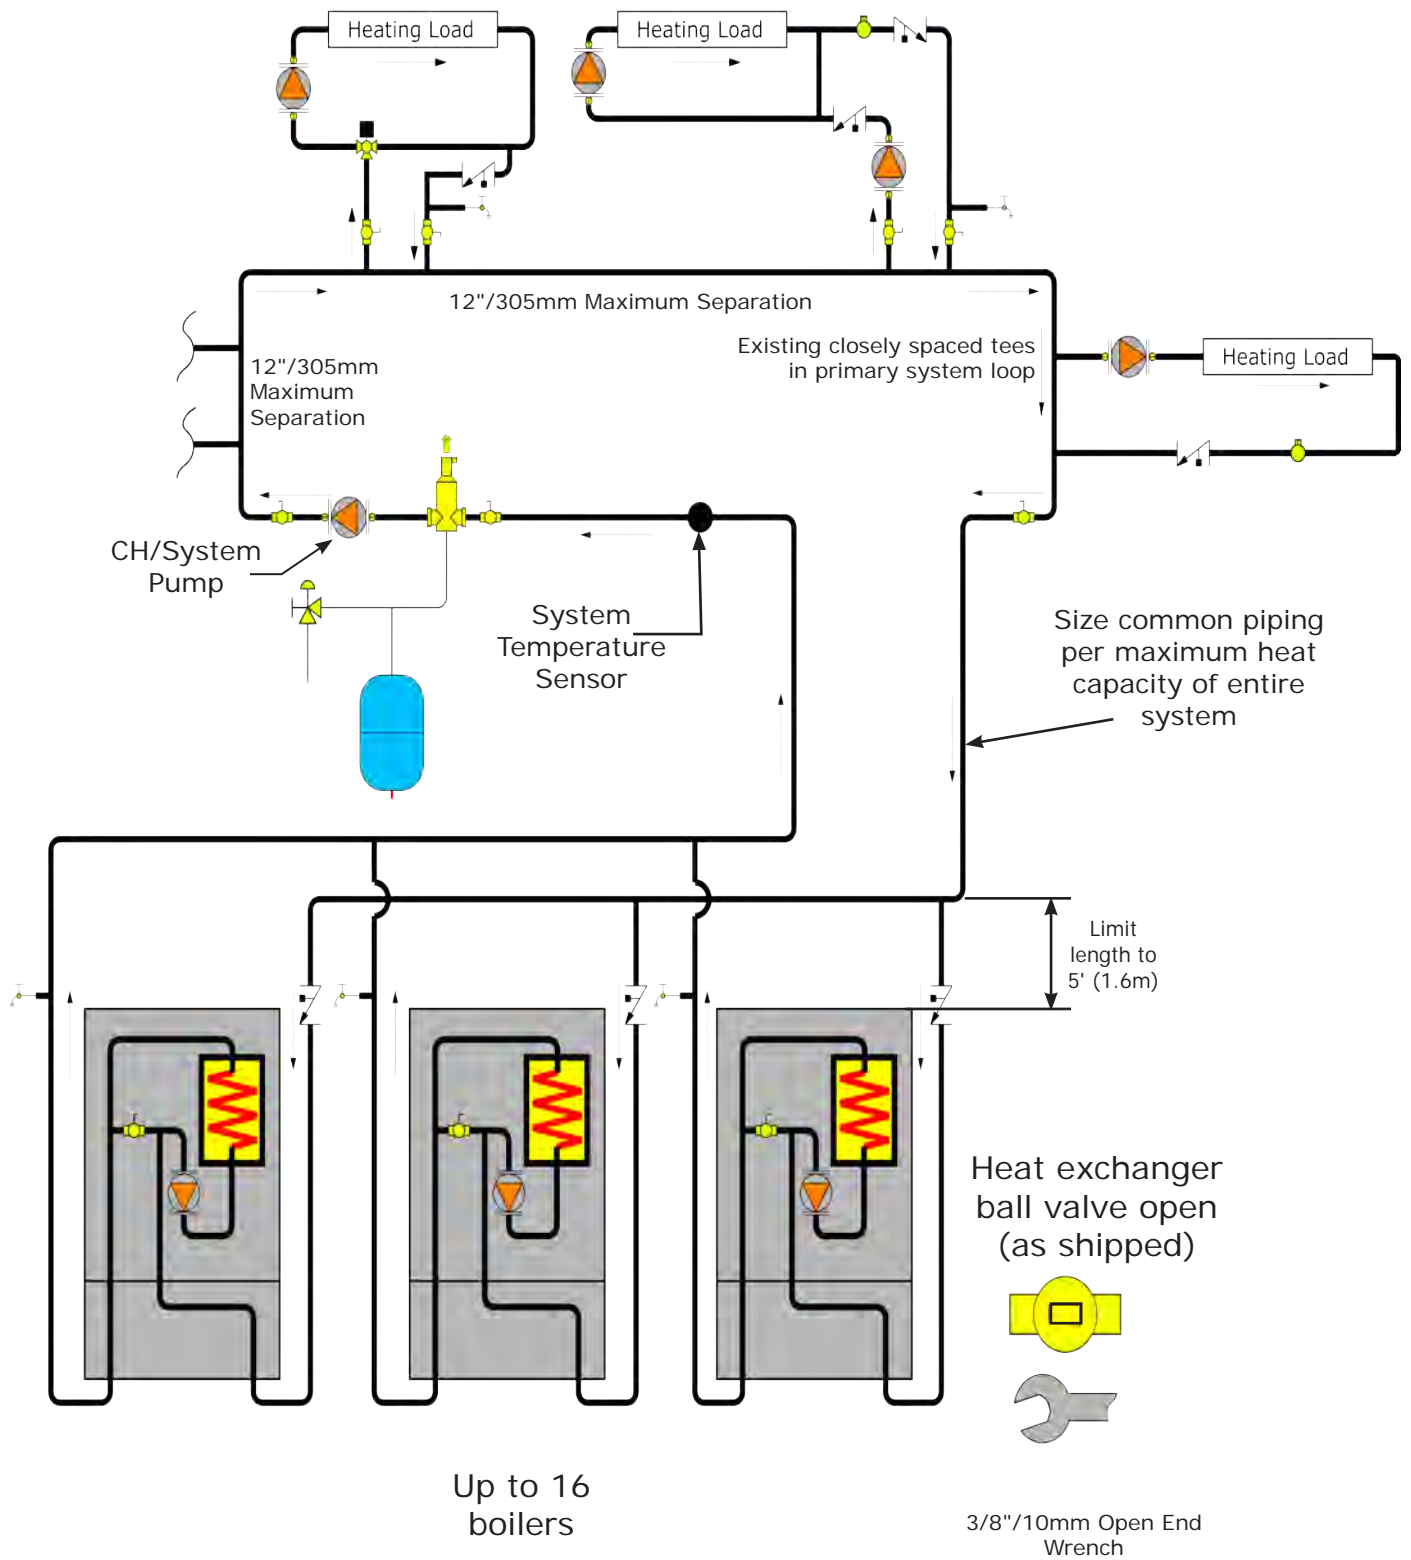 Heating Load
Heating Load
12"/305mm Maximum Separation
Existing closely spaced tees
in primary system loop
Heating Load
12"/305mm
Maximum
Separation
CH/System
Pump
System
Temperature
Sensor
Size common piping
per maximum heat
capacity of entire
system
Limit
length to
5' (1.6m)
Heat exchanger
ball valve open
(as shipped)
Up to 16
boilers
3/8"/10mm Open End
Wrench